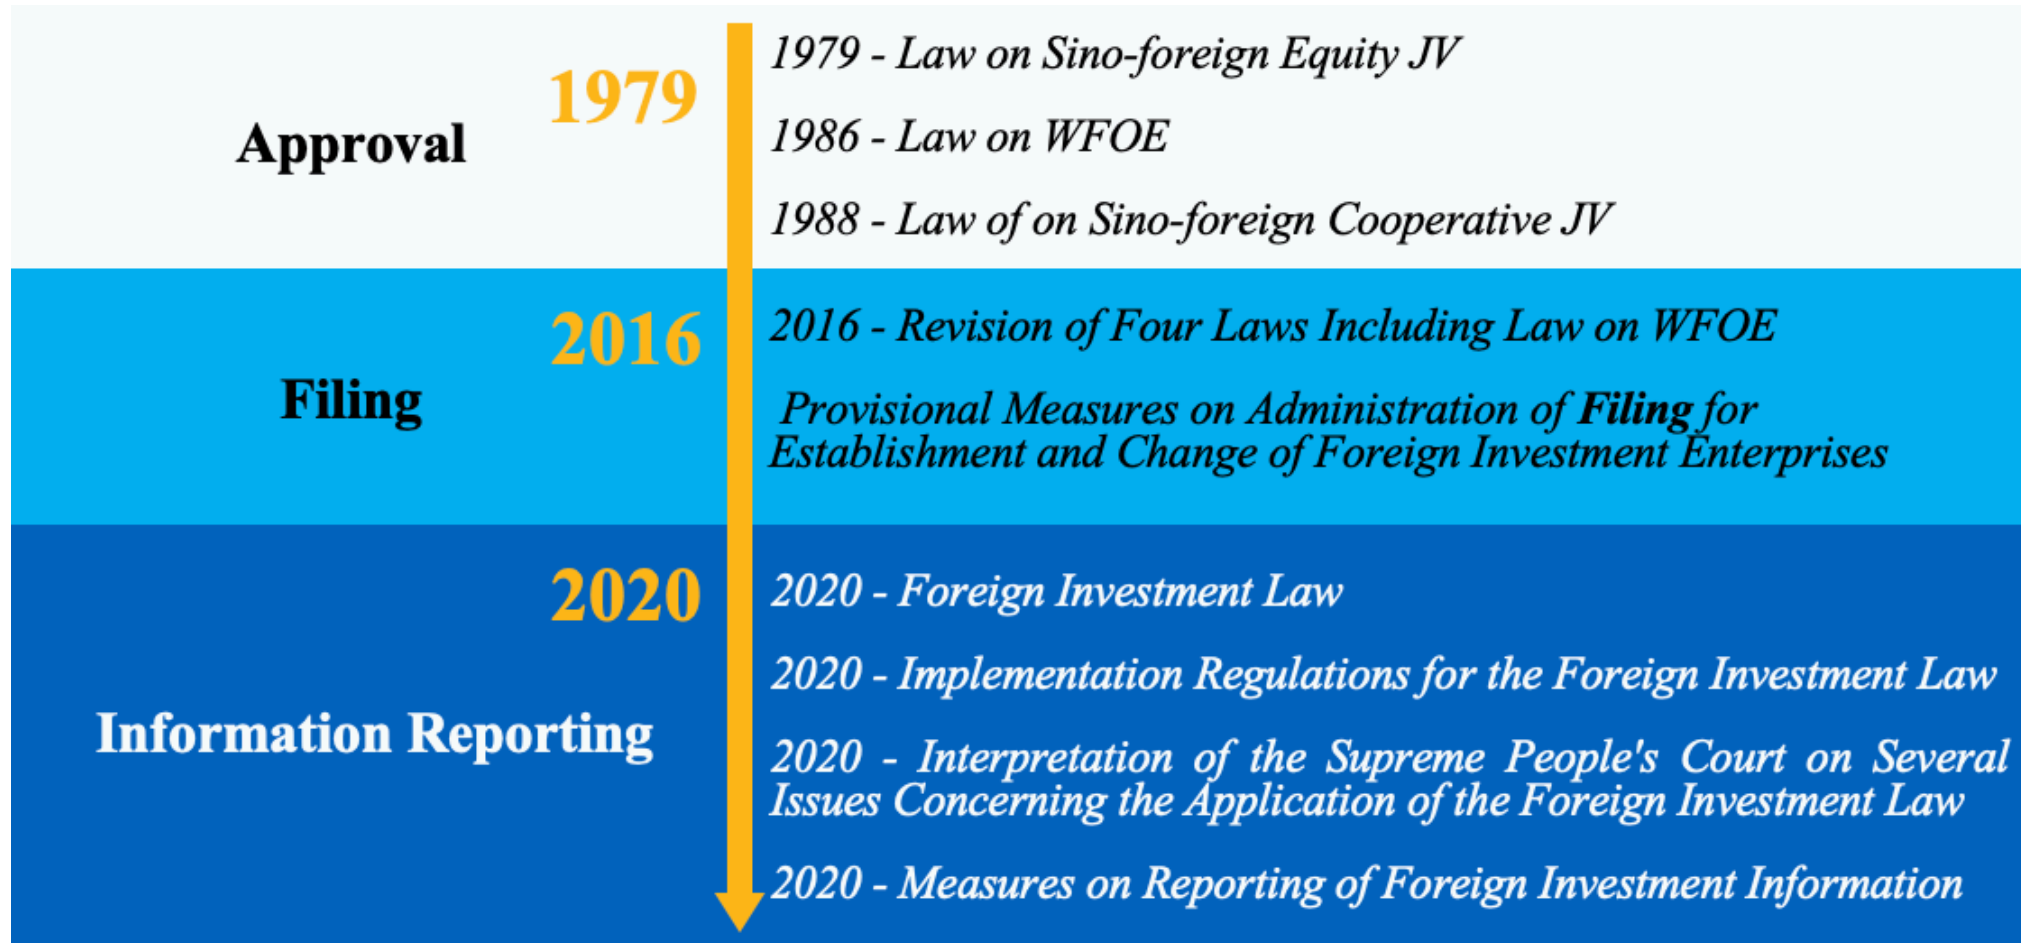 Approval
1979
1979 - Law on Sino-foreign Equity JV
1986 - Law on WFOE
1988 - Law of on Sino-foreign Cooperative JV
Filing
2016
2016 - Revision of Four Laws Including Law on WFOE
Provisional Measures on Administration of Filing for
Establishment and Change of Foreign Investment Enterprises
Information Reporting
2020
2020 - Foreign Investment Law
2020 - Implementation Regulations for the Foreign Investment Law
2020 - Interpretation of the Supreme People's Court on Several
Issues Concerning the Application of the Foreign Investment Law
2020 - Measures on Reporting of Foreign Investment Information